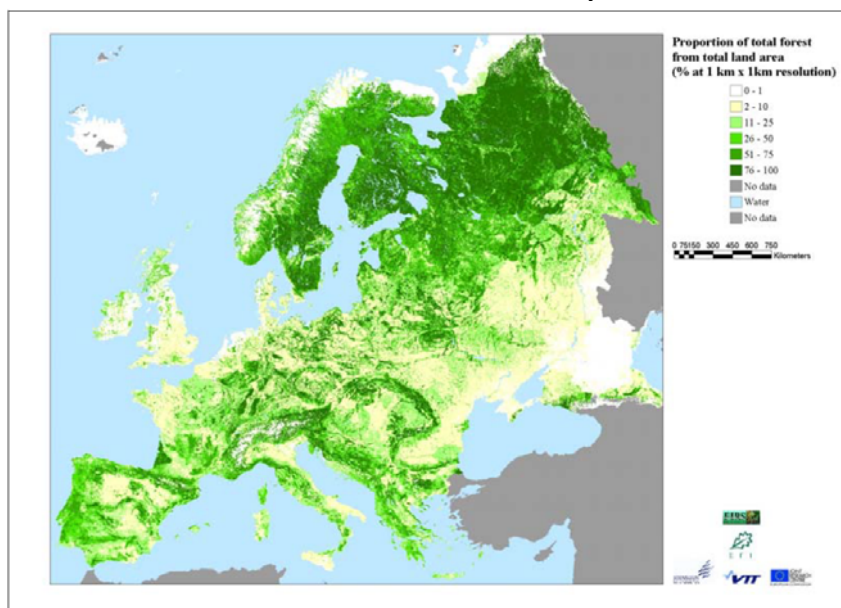 Proportion of total forest
from total land area
(% at 1 km x 1km resolution)
0 - 1
2 - 10
11 - 25
26 - 50
51 - 75
76 - 100
No data
Water
No data
0 75150 300 450 600 750
Kilometers
EFI
VTT